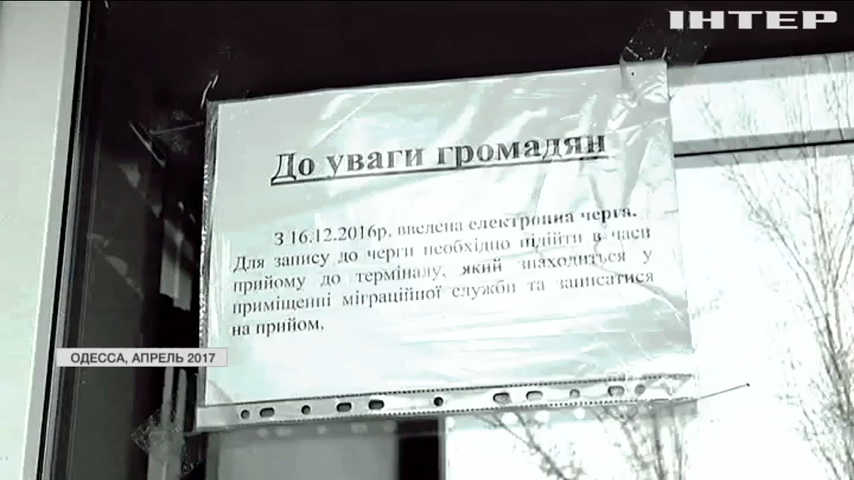 ІНТЕР
До уваги громадян
З 16.12.2016р. введена електронна черга.
Для запису до черги необхідно підійти в часи
прийому до терміналу, який знаходиться у
приміщенні міграційної служби та записатися
на прийом.
ОДЕССА, АПРЕЛЬ 2017